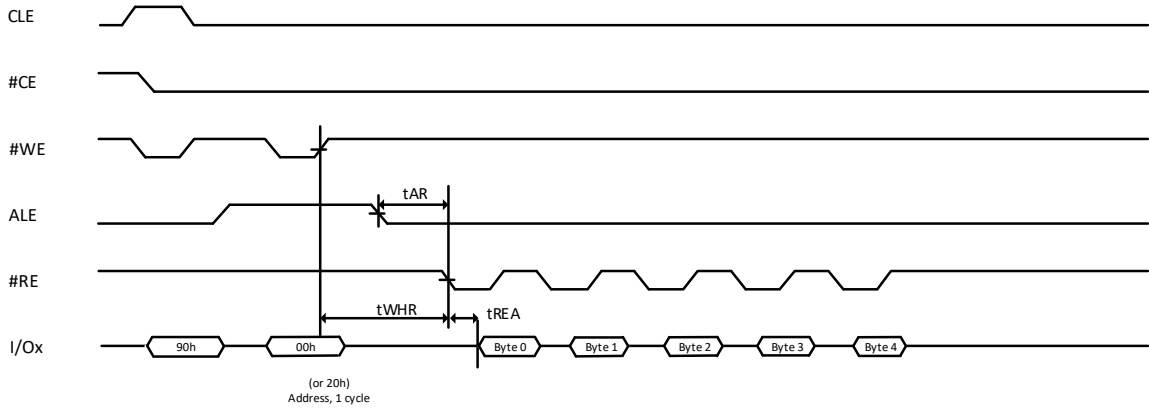 CLE
#CE
#WE
tAR
ALE
#RE
tWHR tREA
I/Ox 90h 00h Byte 0 Byte 1 Byte 2 Byte 3 Byte 4
(or 20h)
Address, 1 cycle